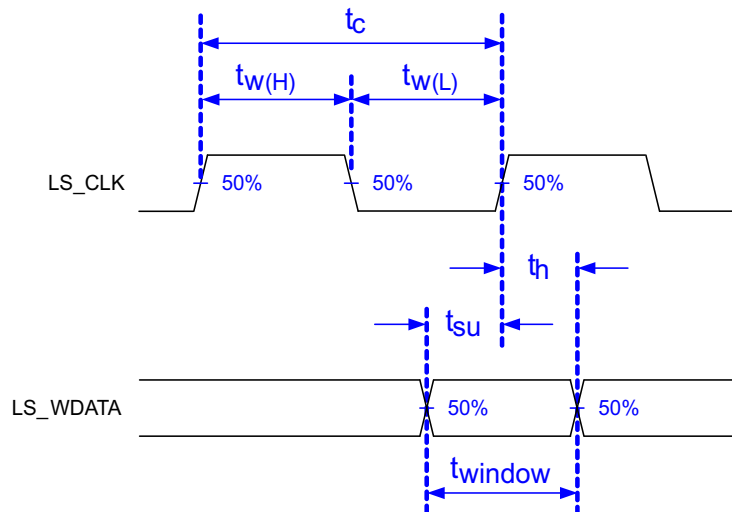 tc
tw(H) tw(L)
LS_CLK 50% 50% 50%
th
tsu
LS_WDATA 50% 50%
twindow